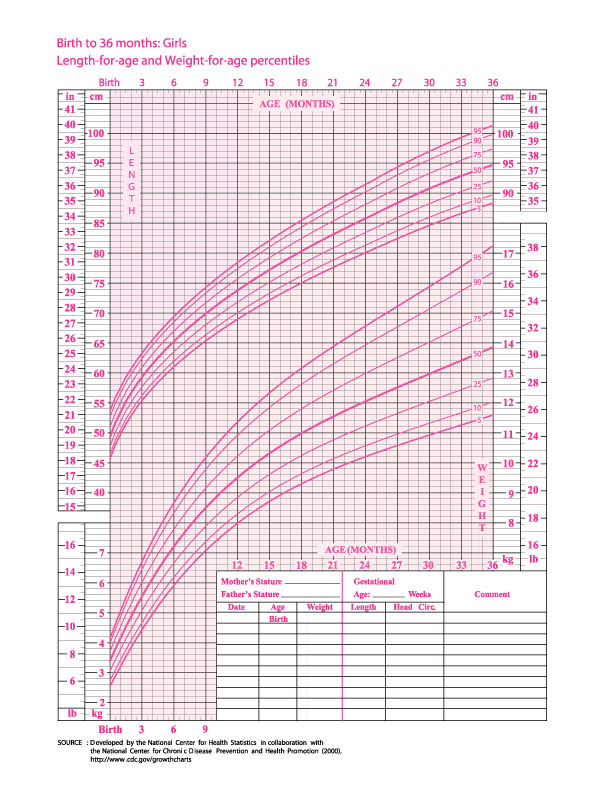 Birth to 36 months: Girls
Length-for-age and Weight-for-age percentiles
Birth 3 6 9 12 15 18 21 24 27 30 33 36
in cm AGE (MONTHS) cm in
41 41
40 95 40
100 90 100
39 39
38 75 38
95 50 95
37 37
36 25 36
90 90
35 10 35
34 5
85
33
32 38
80 95 17
31
30 90 36
75 16
29
28 34
70 75 15
27
26 32
65 50 14
25 30
24
60 13
23 25 28
22
55 12
21 10 26
20 5
50 11
19 24
18 45 10 22
17
16 40 9 20
15 18
8
16 7 16
AGE (MONTHS)
12 15 18 21 24 27 30 33 36 kg lb
14
6
12
5
10
4
8
3
6
2
lb kg
Birth 3 6 9
LENGTH
WEIGHT
Mother's Stature Gestational
Father's Stature Age: Weeks Comment
Date Age Weight Length Head Circ.
Birth
SOURCE : Developed by the National Center for Health Statistics in collaboration with
the National Center for Chronic Disease Prevention and Health Promotion (2000).
http://www.cdc.gov/growthcharts